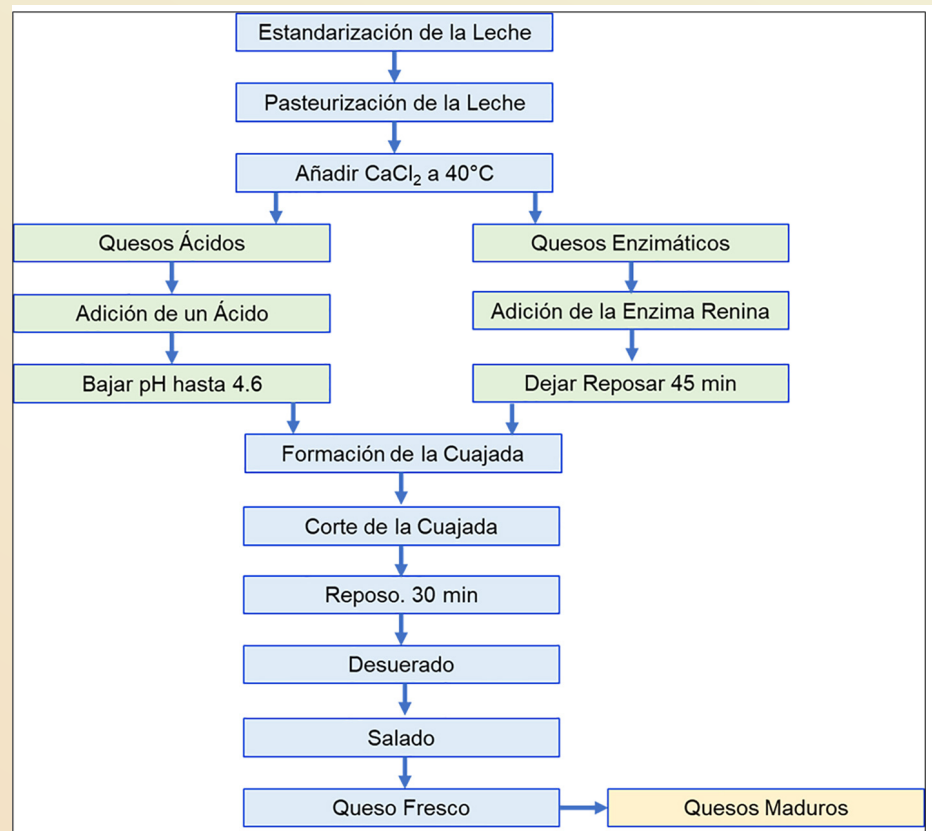 Estandarización de la Leche
Pasteurización de la Leche
Añadir CaCl₂ a 40°C
Quesos Ácidos
Quesos Enzimáticos
Adición de un Ácido
Adición de la Enzima Renina
Bajar pH hasta 4.6
Dejar Reposar 45 min
Formación de la Cuajada
Corte de la Cuajada
Reposo. 30 min
Desuerado
Salado
Queso Fresco
Quesos Maduros